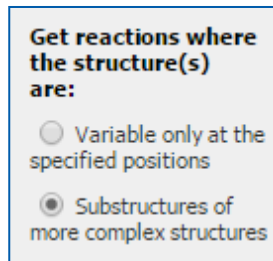 Get reactions where
the structure(s)
are:
Variable only at the
specified positions
Substructures of
more complex structures